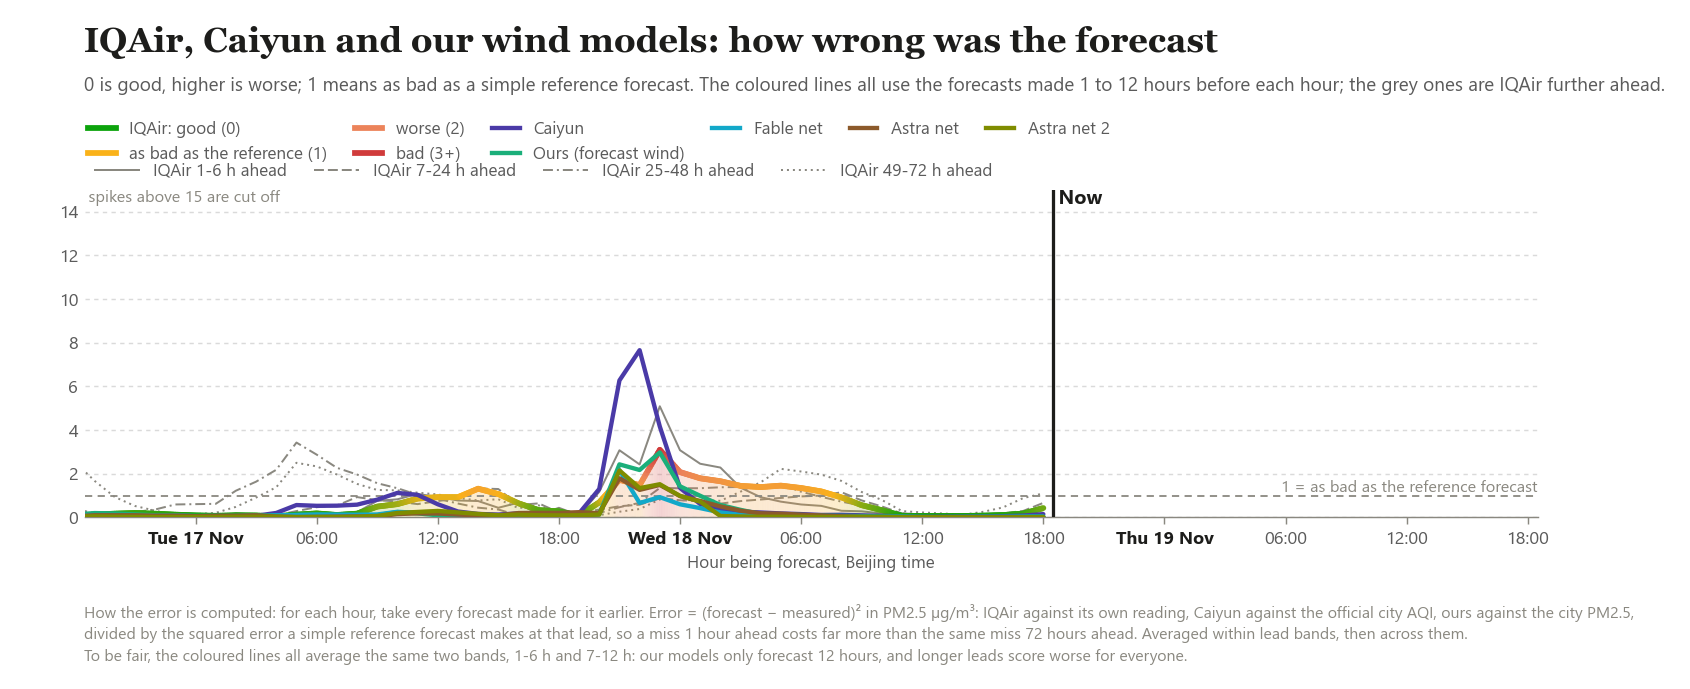 IQAir, Caiyun and our wind models: how wrong was the forecast
0 is good, higher is worse; 1 means as bad as a simple reference forecast. The coloured lines all use the forecasts made 1 to 12 hours before each hour; the grey ones are IQAir further ahead.
IQAir: good (0) worse (2) Caiyun Fable net Astra net Astra net 2
as bad as the reference (1) bad (3+) Ours (forecast wind)
IQAir 1-6 h ahead IQAir 7-24 h ahead IQAir 25-48 h ahead IQAir 49-72 h ahead
spikes above 15 are cut off
Now
14
12
10
8
6
4
2
1 = as bad as the reference forecast
0
Tue 17 Nov 06:00 12:00 18:00 Wed 18 Nov 06:00 12:00 18:00 Thu 19 Nov 06:00 12:00 18:00
Hour being forecast, Beijing time
How the error is computed: for each hour, take every forecast made for it earlier. Error = (forecast − measured)² in PM2.5 µg/m³: IQAir against its own reading, Caiyun against the official city AQI, ours against the city PM2.5,
divided by the squared error a simple reference forecast makes at that lead, so a miss 1 hour ahead costs far more than the same miss 72 hours ahead. Averaged within lead bands, then across them.
To be fair, the coloured lines all average the same two bands, 1-6 h and 7-12 h: our models only forecast 12 hours, and longer leads score worse for everyone.